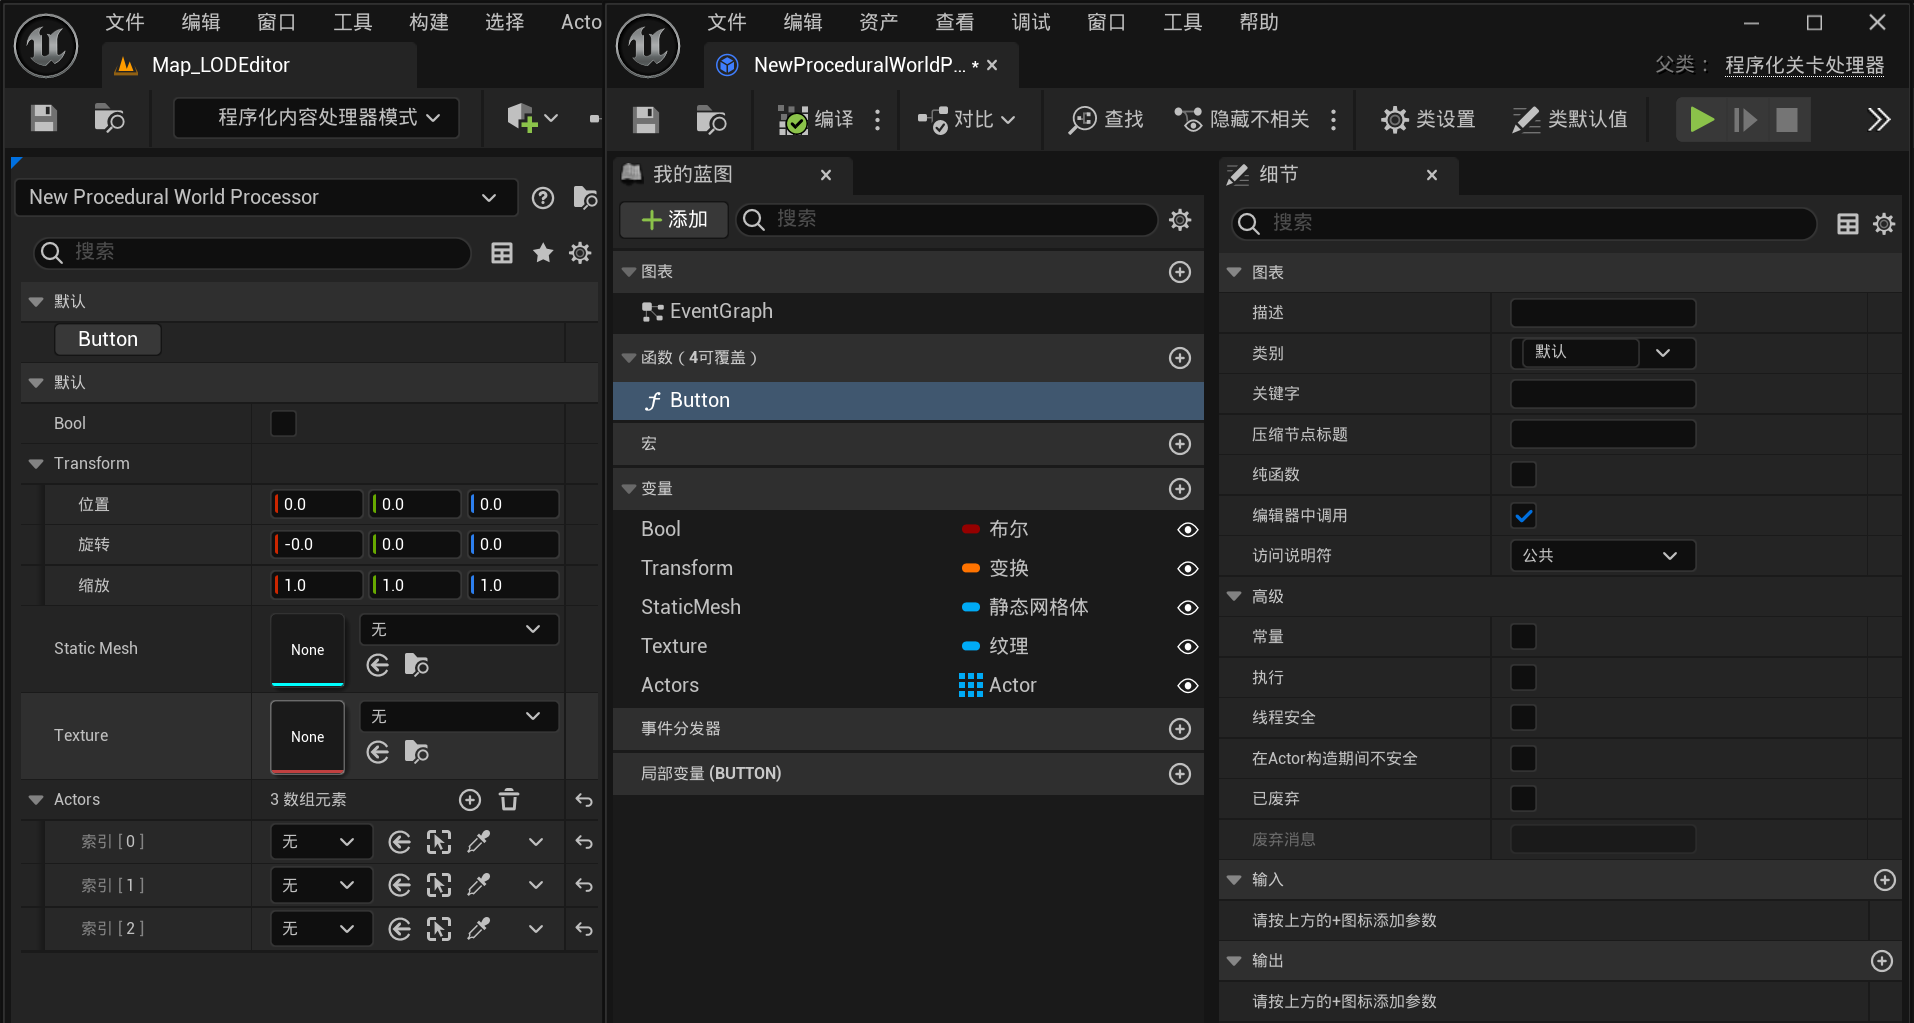 文件 编辑 窗口 工具 构建 选择 Acto
Map_LODEditor
程序化内容处理器模式
New Procedural World Processor
搜索
默认
Button
默认
Bool
Transform
位置 0.0 0.0 0.0
旋转 -0.0 0.0 0.0
缩放 1.0 1.0 1.0
Static Mesh None 无
Texture None 无
Actors 3 数组元素
索引 [ 0 ] 无
索引 [ 1 ] 无
索引 [ 2 ] 无
文件 编辑 资产 查看 调试 窗口 工具 帮助
NewProceduralWorldP... *
父类： 程序化关卡处理器
编译 对比 查找 隐藏不相关 类设置 类默认值
我的蓝图
添加 搜索
图表
EventGraph
函数（4可覆盖）
Button
宏
变量
Bool 布尔
Transform 变换
StaticMesh 静态网格体
Texture 纹理
Actors Actor
事件分发器
局部变量 (BUTTON)
细节
搜索
图表
描述
类别 默认
关键字
压缩节点标题
纯函数
编辑器中调用
访问说明符 公共
高级
常量
执行
线程安全
在Actor构造期间不安全
已废弃
废弃消息
输入
请按上方的+图标添加参数
输出
请按上方的+图标添加参数